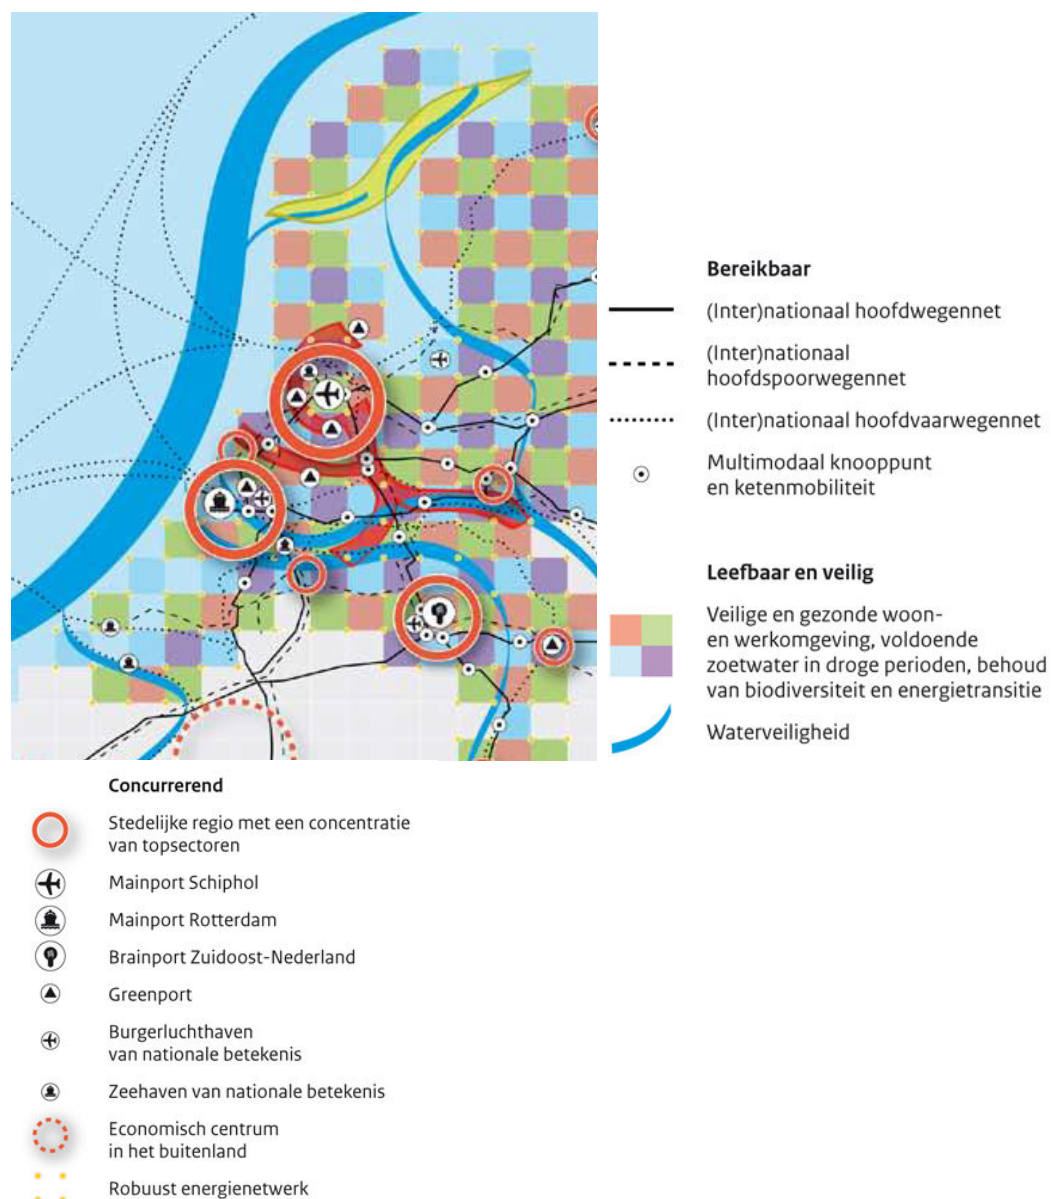 Bereikbaar
(Inter)nationaal hoofdwegennet
(Inter)nationaal
hoofdspoorwegennet
(Inter)nationaal hoofdvaarwegennet
Multimodaal knooppunt
en ketenmobiliteit
Leefbaar en veilig
Veilige en gezonde woon-
en werkomgeving, voldoende
zoetwater in droge perioden, behoud
van biodiversiteit en energietransitie
Waterveiligheid
Concurrerend
Stedelijke regio met een concentratie
van topsectoren
Mainport Schiphol
Mainport Rotterdam
Brainport Zuidoost-Nederland
Greenport
Burgerluchthaven
van nationale betekenis
Zeehaven van nationale betekenis
Economisch centrum
in het buitenland
Robuust energienetwerk